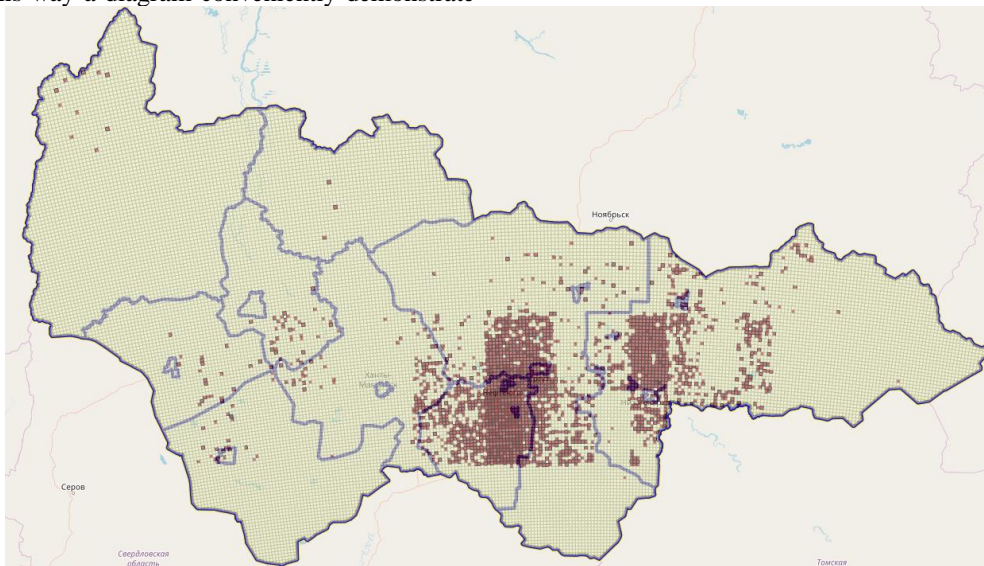 is way a diagram conveniently demonstrate
Ноябрьск
Серов
Свердловская
область
Томская